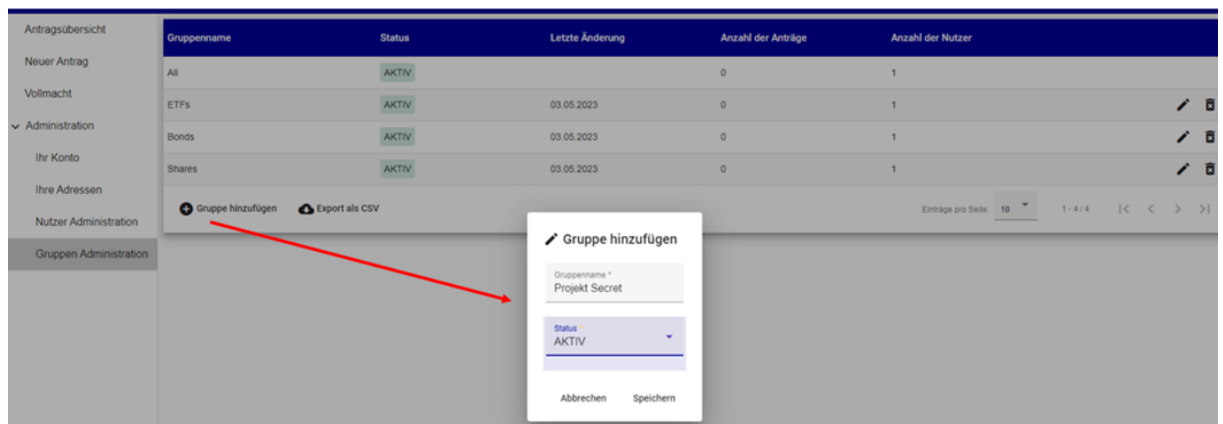 Antragsübersicht
Neuer Antrag
Vollmacht
Administration
Ihr Konto
Ihre Adressen
Nutzer Administration
Gruppen Administration
Gruppenname Status Letzte Änderung Anzahl der Anträge Anzahl der Nutzer
All AKTIV 0 1
ETFs AKTIV 03.05.2023 0 1
Bonds AKTIV 03.05.2023 0 1
Shares AKTIV 03.05.2023 0 1
Gruppe hinzufügen Export als CSV Einträge pro Seite: 10 1 - 4 / 4
Gruppe hinzufügen
Gruppenname *
Projekt Secret
Status *
AKTIV
Abbrechen Speichern